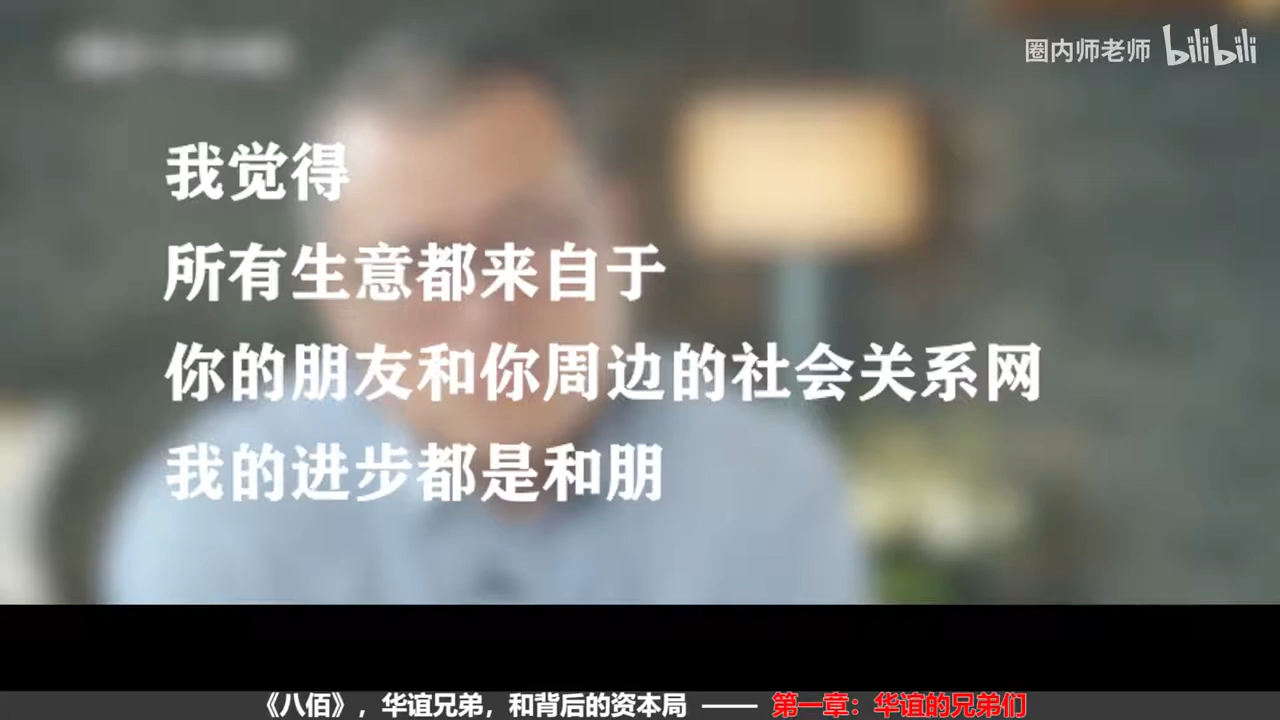 圈内师老师 bilibili
我觉得
所有生意都来自于
你的朋友和你周边的社会关系网
我的进步都是和朋
《八佰》，华谊兄弟，和背后的资本局 —— 第一章：华谊的兄弟们